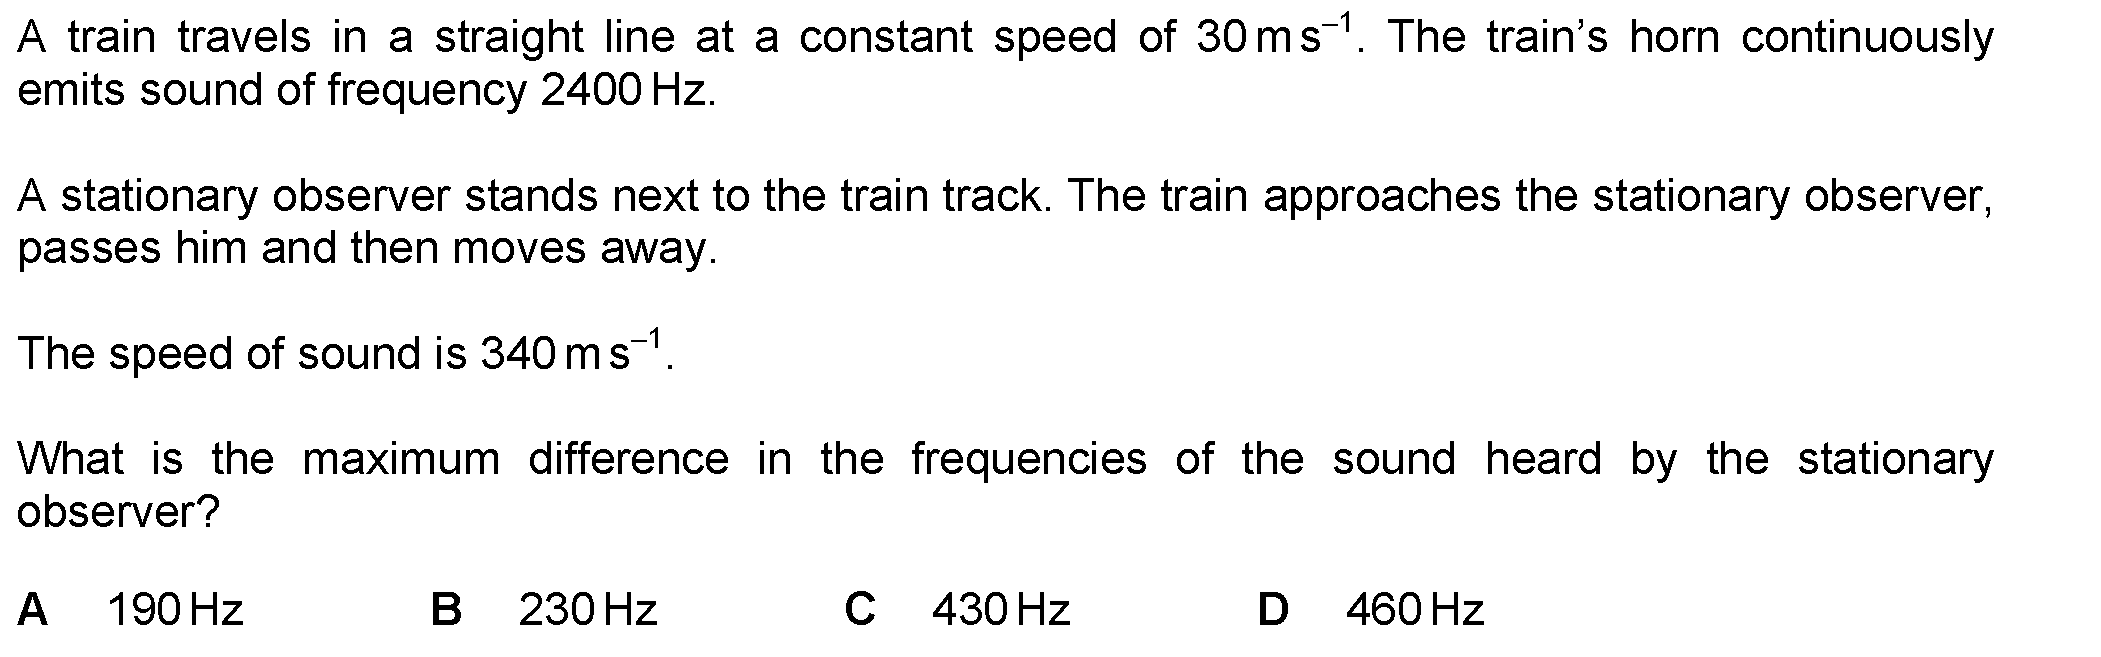 A train travels in a straight line at a constant speed of 30 m s⁻¹. The train’s horn continuously
emits sound of frequency 2400 Hz.
A stationary observer stands next to the train track. The train approaches the stationary observer,
passes him and then moves away.
The speed of sound is 340 m s⁻¹.
What is the maximum difference in the frequencies of the sound heard by the stationary
observer?
A 190 Hz B 230 Hz C 430 Hz D 460 Hz